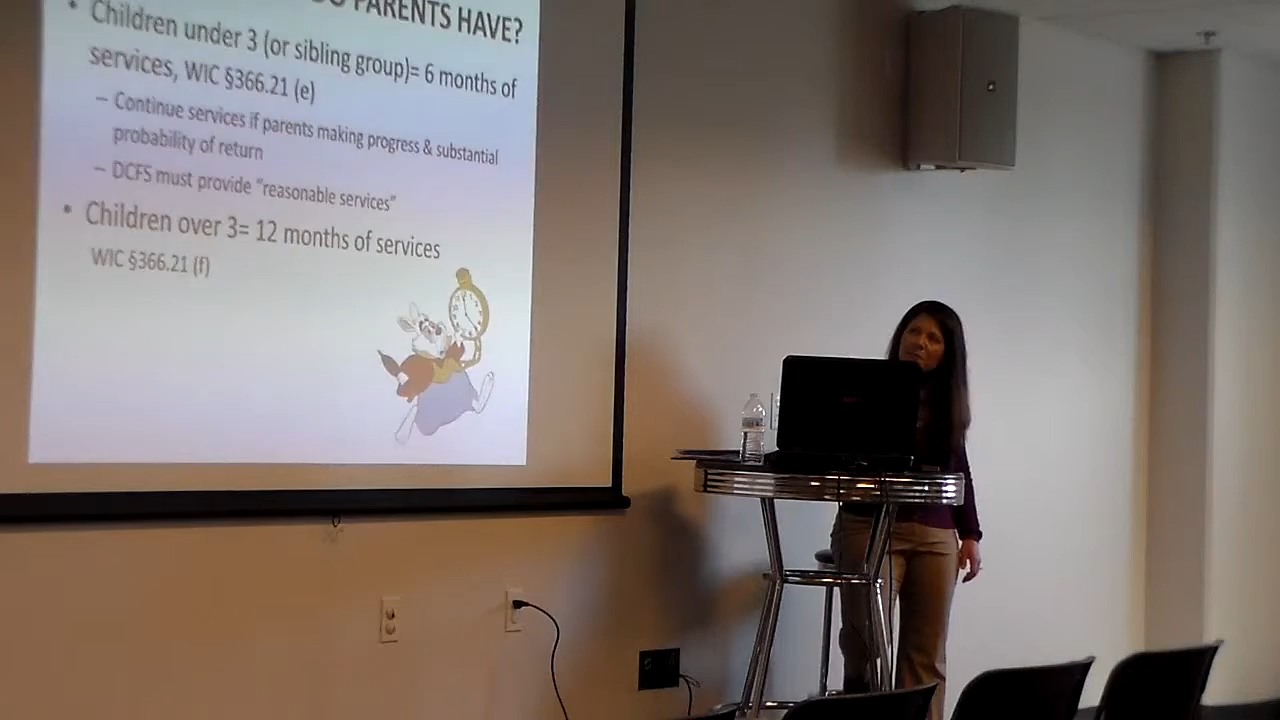 PARENTS HAVE?
• Children under 3 (or sibling group)= 6 months of
services, WIC §366.21 (e)
– Continue services if parents making progress & substantial
probability of return
– DCFS must provide "reasonable services"
• Children over 3= 12 months of services
WIC §366.21 (f)